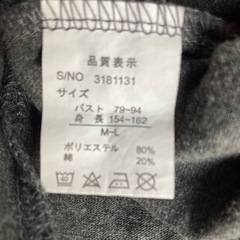 品質表示
S/NO 3181131
サイズ
バスト 79~94
身長 154~162
M~L
ポリエステル 80%
綿 20%
40